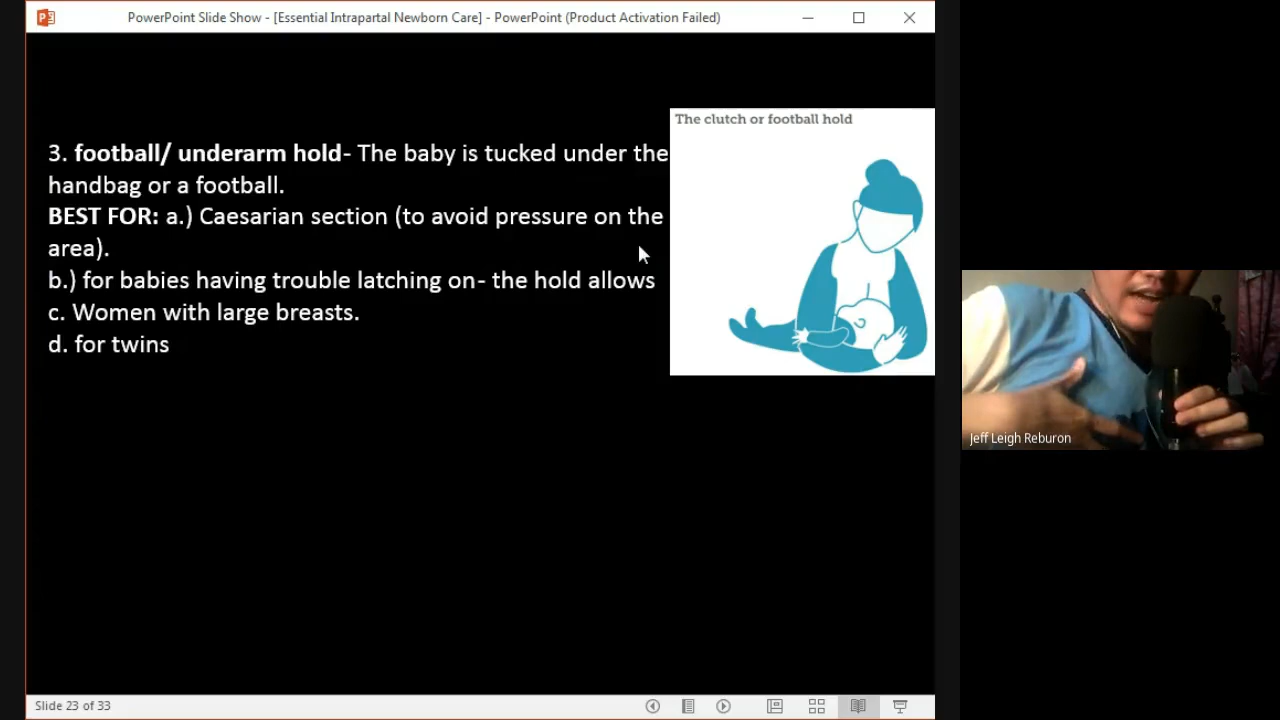 PowerPoint Slide Show - [Essential Intrapartal Newborn Care] - PowerPoint (Product Activation Failed)
The clutch or football hold
3. football/ underarm hold- The baby is tucked under the
handbag or a football.
BEST FOR: a.) Caesarian section (to avoid pressure on the
area).
b.) for babies having trouble latching on- the hold allows
c. Women with large breasts.
d. for twins
Jeff Leigh Reburon
Slide 23 of 33